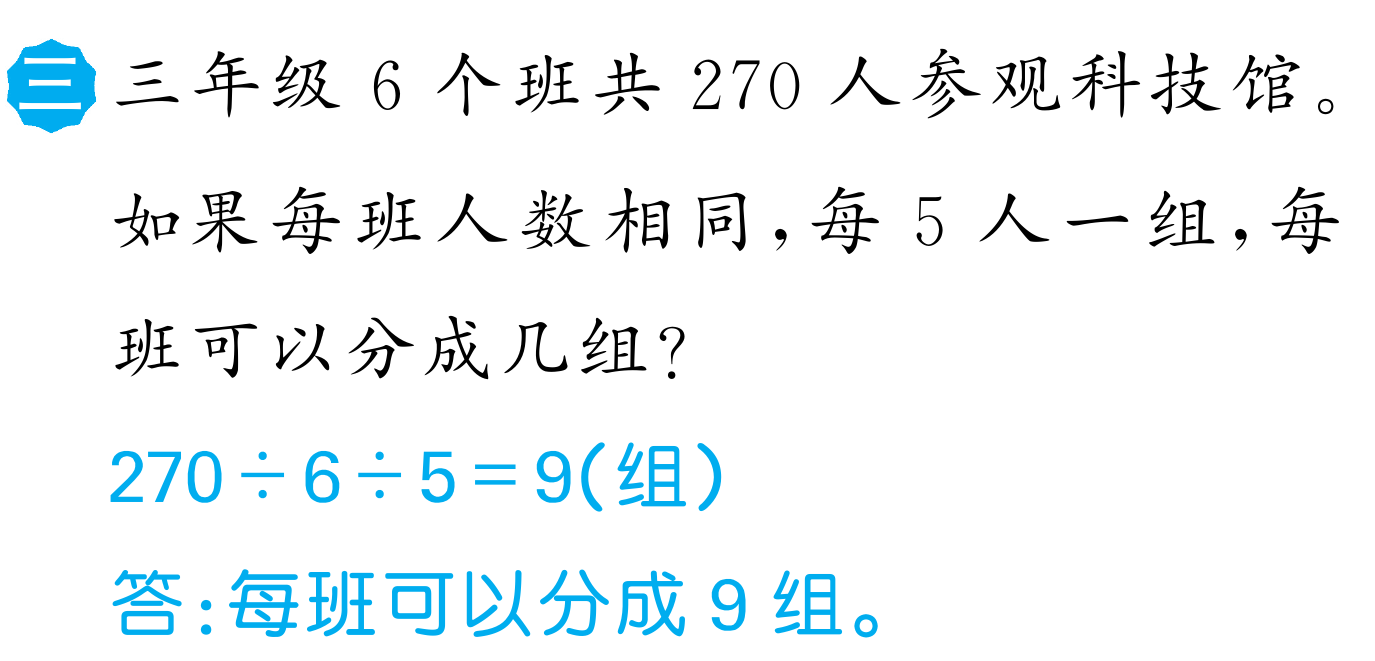 三 三年级 6 个班共 270 人参观科技馆。
如果每班人数相同,每 5 人一组,每
班可以分成几组?
270÷6÷5=9(组)
答:每班可以分成 9 组。